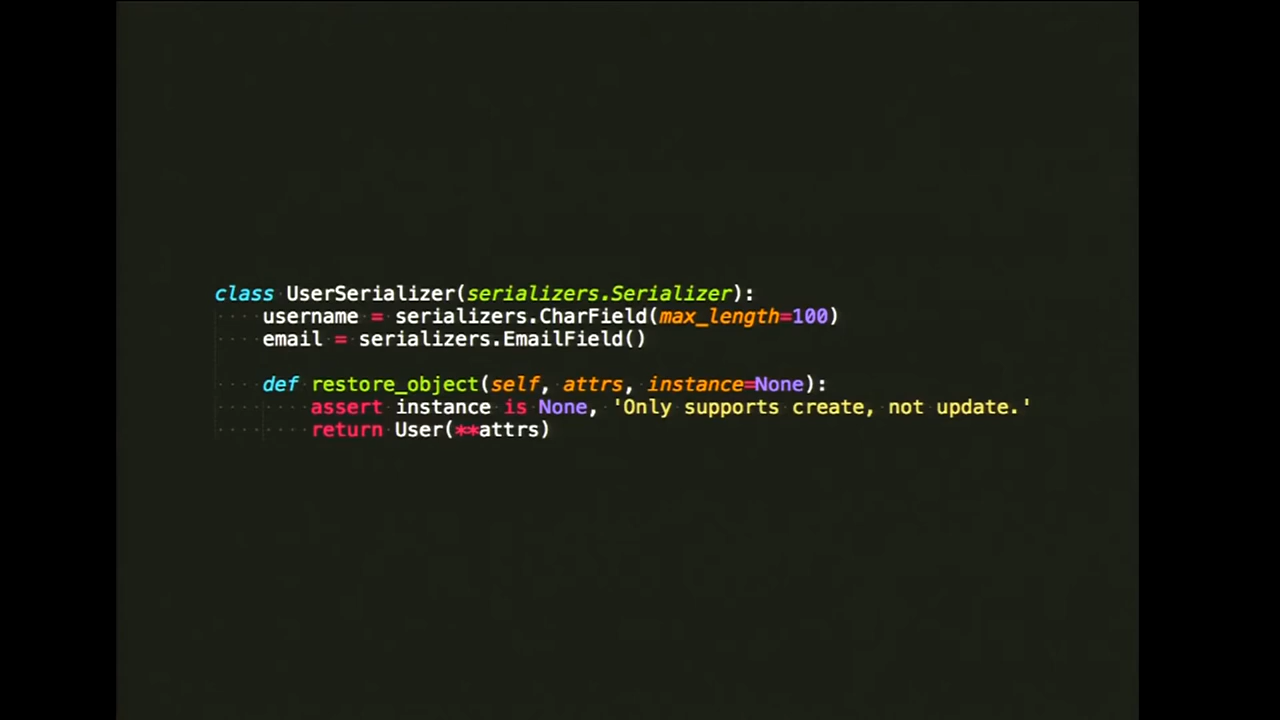 class UserSerializer(serializers.Serializer):
    username = serializers.CharField(max_length=100)
    email = serializers.EmailField()

    def restore_object(self, attrs, instance=None):
        assert instance is None, 'Only supports create, not update.'
        return User(**attrs)